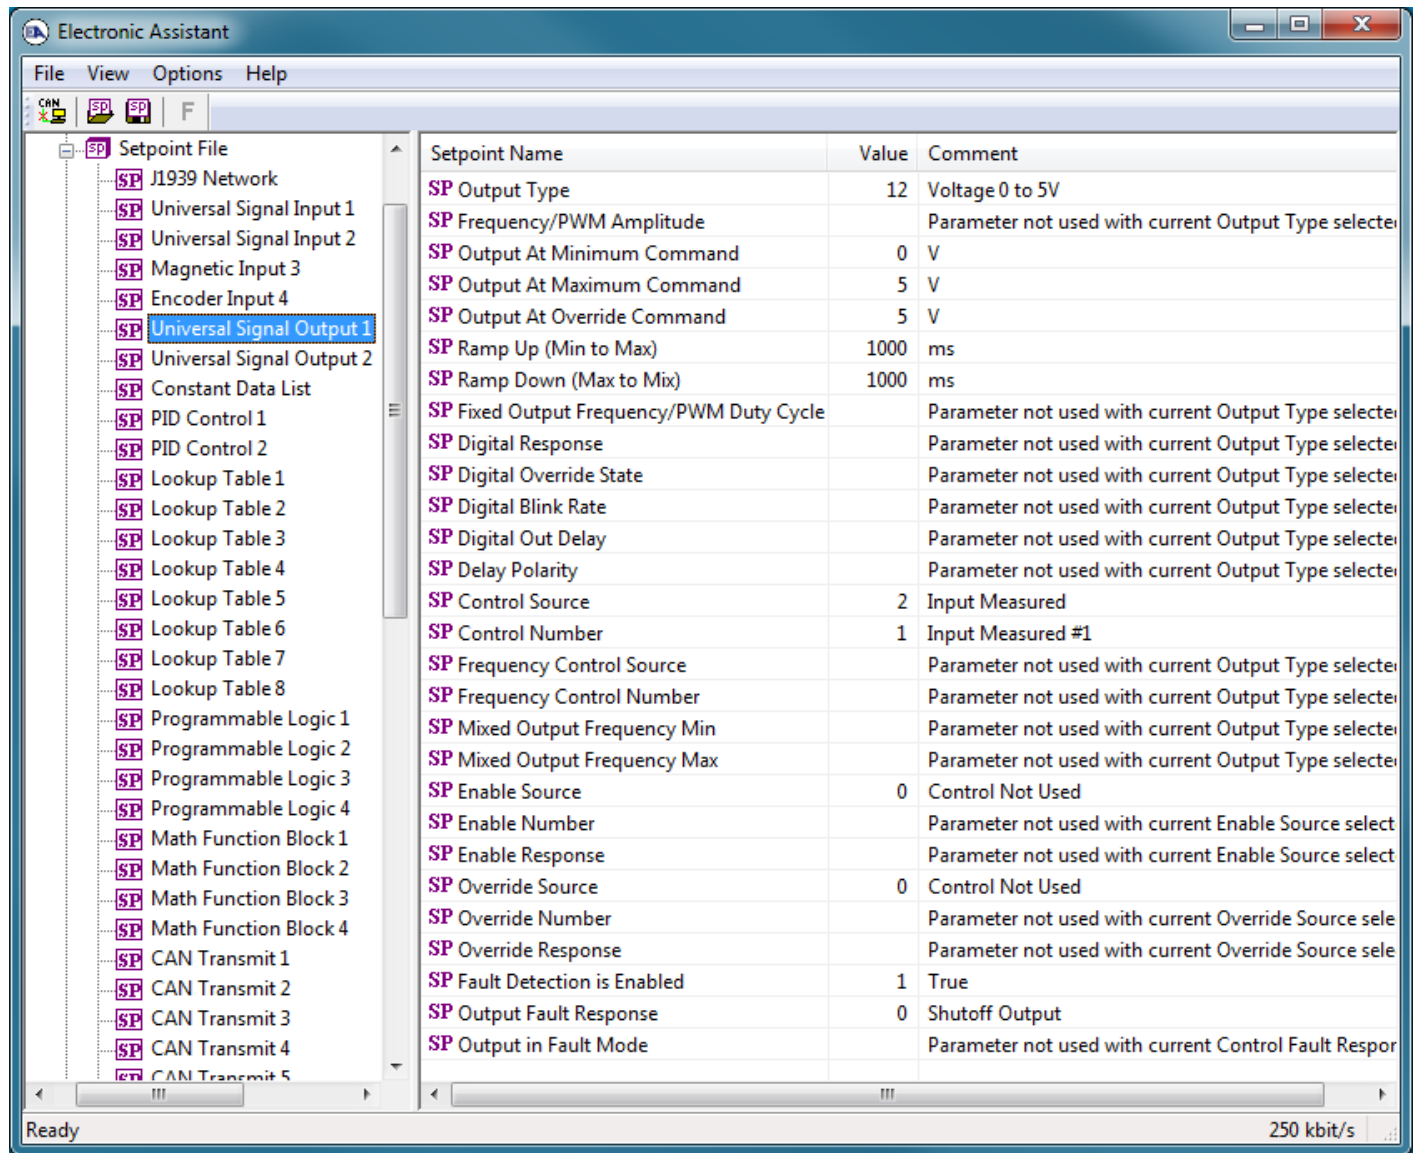 Electronic Assistant
File View Options Help
CAN SP SP F
Setpoint File
SP J1939 Network
SP Universal Signal Input 1
SP Universal Signal Input 2
SP Magnetic Input 3
SP Encoder Input 4
SP Universal Signal Output 1
SP Universal Signal Output 2
SP Constant Data List
SP PID Control 1
SP PID Control 2
SP Lookup Table 1
SP Lookup Table 2
SP Lookup Table 3
SP Lookup Table 4
SP Lookup Table 5
SP Lookup Table 6
SP Lookup Table 7
SP Lookup Table 8
SP Programmable Logic 1
SP Programmable Logic 2
SP Programmable Logic 3
SP Programmable Logic 4
SP Math Function Block 1
SP Math Function Block 2
SP Math Function Block 3
SP Math Function Block 4
SP CAN Transmit 1
SP CAN Transmit 2
SP CAN Transmit 3
SP CAN Transmit 4
SP CAN Transmit 5
Setpoint Name Value Comment
SP Output Type 12 Voltage 0 to 5V
SP Frequency/PWM Amplitude Parameter not used with current Output Type selecte
SP Output At Minimum Command 0 V
SP Output At Maximum Command 5 V
SP Output At Override Command 5 V
SP Ramp Up (Min to Max) 1000 ms
SP Ramp Down (Max to Mix) 1000 ms
SP Fixed Output Frequency/PWM Duty Cycle Parameter not used with current Output Type selecte
SP Digital Response Parameter not used with current Output Type selecte
SP Digital Override State Parameter not used with current Output Type selecte
SP Digital Blink Rate Parameter not used with current Output Type selecte
SP Digital Out Delay Parameter not used with current Output Type selecte
SP Delay Polarity Parameter not used with current Output Type selecte
SP Control Source 2 Input Measured
SP Control Number 1 Input Measured #1
SP Frequency Control Source Parameter not used with current Output Type selecte
SP Frequency Control Number Parameter not used with current Output Type selecte
SP Mixed Output Frequency Min Parameter not used with current Output Type selecte
SP Mixed Output Frequency Max Parameter not used with current Output Type selecte
SP Enable Source 0 Control Not Used
SP Enable Number Parameter not used with current Enable Source select
SP Enable Response Parameter not used with current Enable Source select
SP Override Source 0 Control Not Used
SP Override Number Parameter not used with current Override Source sele
SP Override Response Parameter not used with current Override Source sele
SP Fault Detection is Enabled 1 True
SP Output Fault Response 0 Shutoff Output
SP Output in Fault Mode Parameter not used with current Control Fault Respor
Ready 250 kbit/s